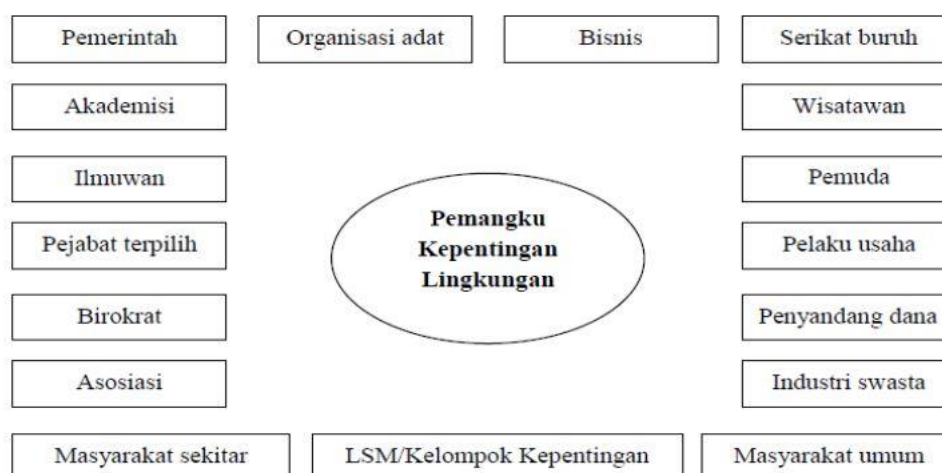 Pemerintah
Organisasi adat
Bisnis
Serikat buruh
Akademisi
Wisatawan
Ilmuwan
Pemuda
Pemangku
Kepentingan
Lingkungan
Pejabat terpilih
Pelaku usaha
Birokrat
Penyandang dana
Asosiasi
Industri swasta
Masyarakat sekitar
LSM/Kelompok Kepentingan
Masyarakat umum